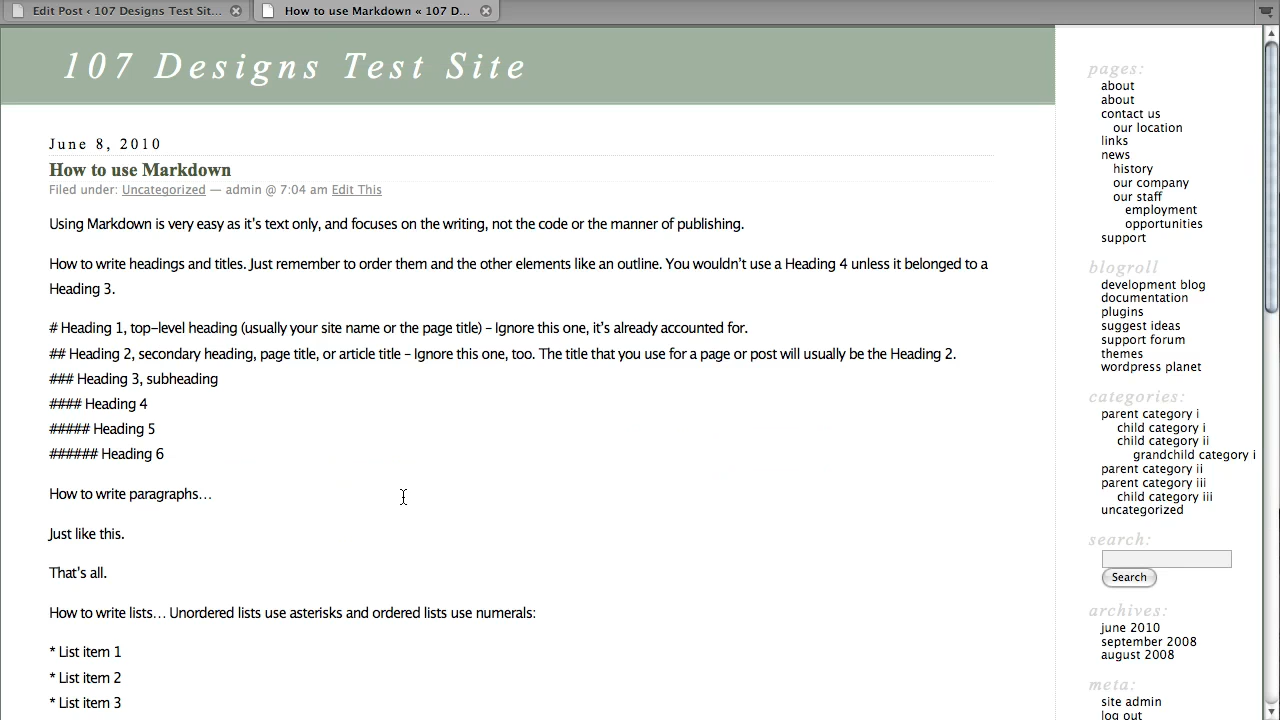 Edit Post ‹ 107 Designs Test Sit...
How to use Markdown « 107 D...
107 Designs Test Site
June 8, 2010
How to use Markdown
Filed under: Uncategorized — admin @ 7:04 am Edit This
Using Markdown is very easy as it’s text only, and focuses on the writing, not the code or the manner of publishing.
How to write headings and titles. Just remember to order them and the other elements like an outline. You wouldn’t use a Heading 4 unless it belonged to a
Heading 3.
# Heading 1, top-level heading (usually your site name or the page title) – Ignore this one, it’s already accounted for.
## Heading 2, secondary heading, page title, or article title – Ignore this one, too. The title that you use for a page or post will usually be the Heading 2.
### Heading 3, subheading
#### Heading 4
##### Heading 5
###### Heading 6
How to write paragraphs…
Just like this.
That’s all.
How to write lists… Unordered lists use asterisks and ordered lists use numerals:
* List item 1
* List item 2
* List item 3
pages:
about
about
contact us
our location
links
news
history
our company
our staff
employment
opportunities
support
blogroll
development blog
documentation
plugins
suggest ideas
support forum
themes
wordpress planet
categories:
parent category i
child category i
child category ii
grandchild category i
parent category ii
parent category iii
child category iii
uncategorized
search:
Search
archives:
june 2010
september 2008
august 2008
meta:
site admin
log out